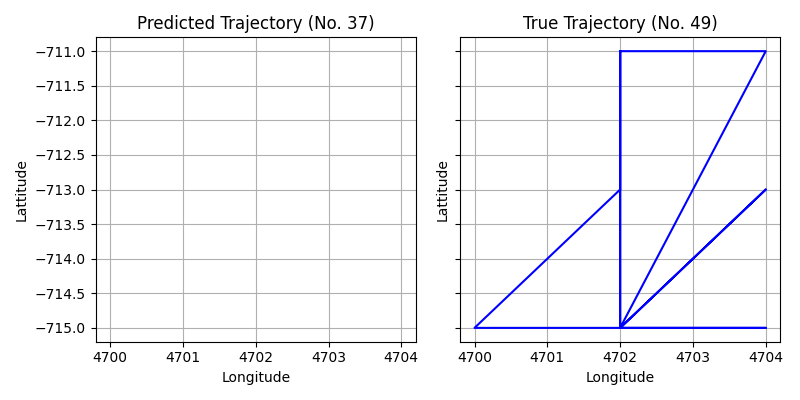 Predicted Trajectory (No. 37)
True Trajectory (No. 49)
−711.0
−711.5
−712.0
−712.5
−713.0
−713.5
−714.0
−714.5
−715.0
Lattitude
Lattitude
4700 4701 4702 4703 4704
4700 4701 4702 4703 4704
Longitude
Longitude